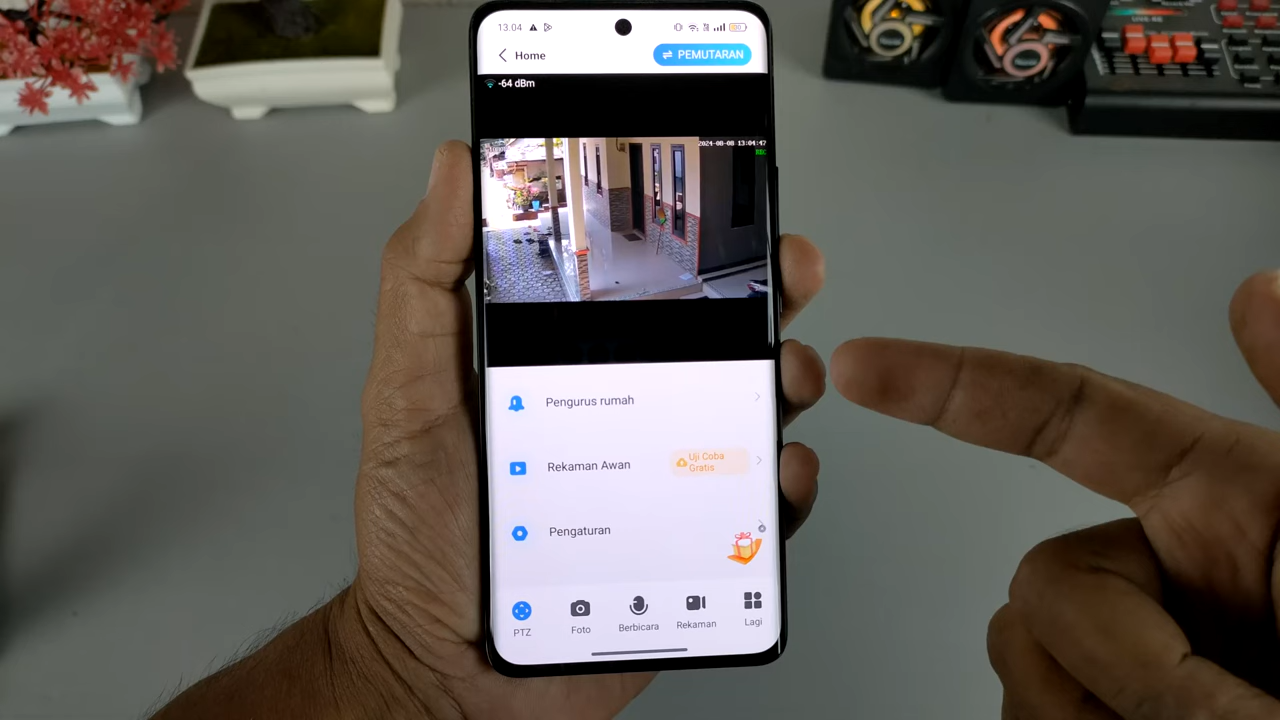 13.04
Home
PEMUTARAN
-64 dBm
2024-08-08 13:04:47
REC
Pengurus rumah
Rekaman Awan
Uji Coba
Gratis
Pengaturan
PTZ
Foto
Berbicara
Rekaman
Lagi